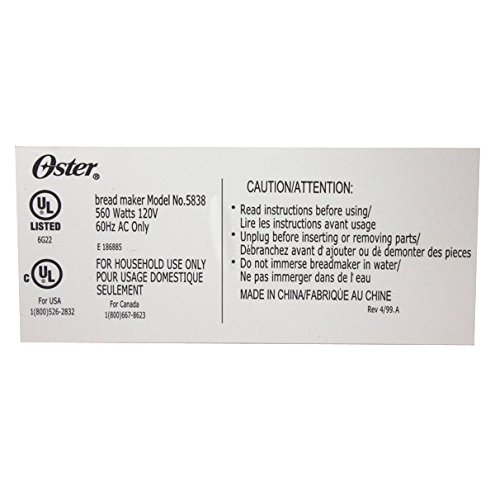 Oster®
UL
LISTED
6G22
c UL
For USA
1(800)526-2832
bread maker Model No.5838
560 Watts 120V
60Hz AC Only
E 186885
FOR HOUSEHOLD USE ONLY
POUR USAGE DOMESTIQUE
SEULEMENT
For Canada
1(800)667-8623
CAUTION/ATTENTION:
• Read instructions before using/
Lire les instructions avant usage
• Unplug before inserting or removing parts/
Débranchez avant d'ajouter ou de démonter des pieces
• Do not immerse breadmaker in water/
Ne pas immerger dans de l'eau
MADE IN CHINA/FABRIQUÉ AU CHINE
Rev 4/99.A